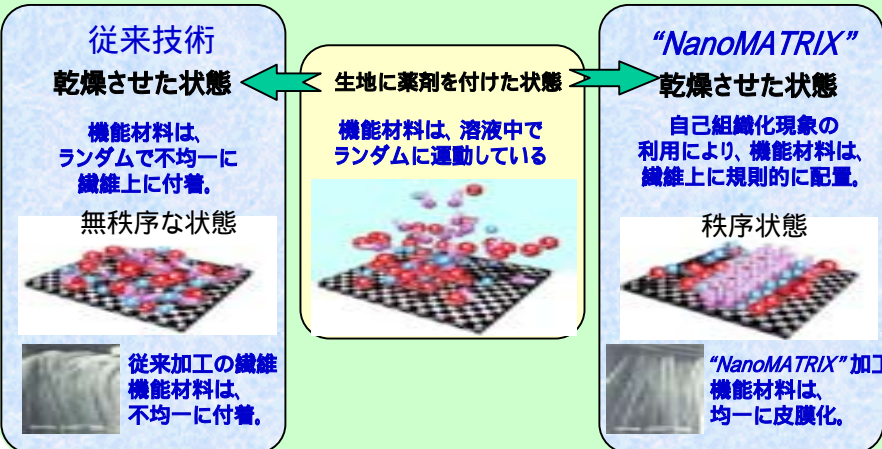 従来技術
乾燥させた状態
機能材料は、
ランダムで不均一に
繊維上に付着。
無秩序な状態
従来加工の繊維
機能材料は、
不均一に付着。
生地に薬剤を付けた状態
機能材料は、溶液中で
ランダムに運動している
“NanoMATRIX”
乾燥させた状態
自己組織化現象の
利用により、機能材料は、
繊維上に規則的に配置。
秩序状態
“NanoMATRIX” 加工
機能材料は、
均一に皮膜化。